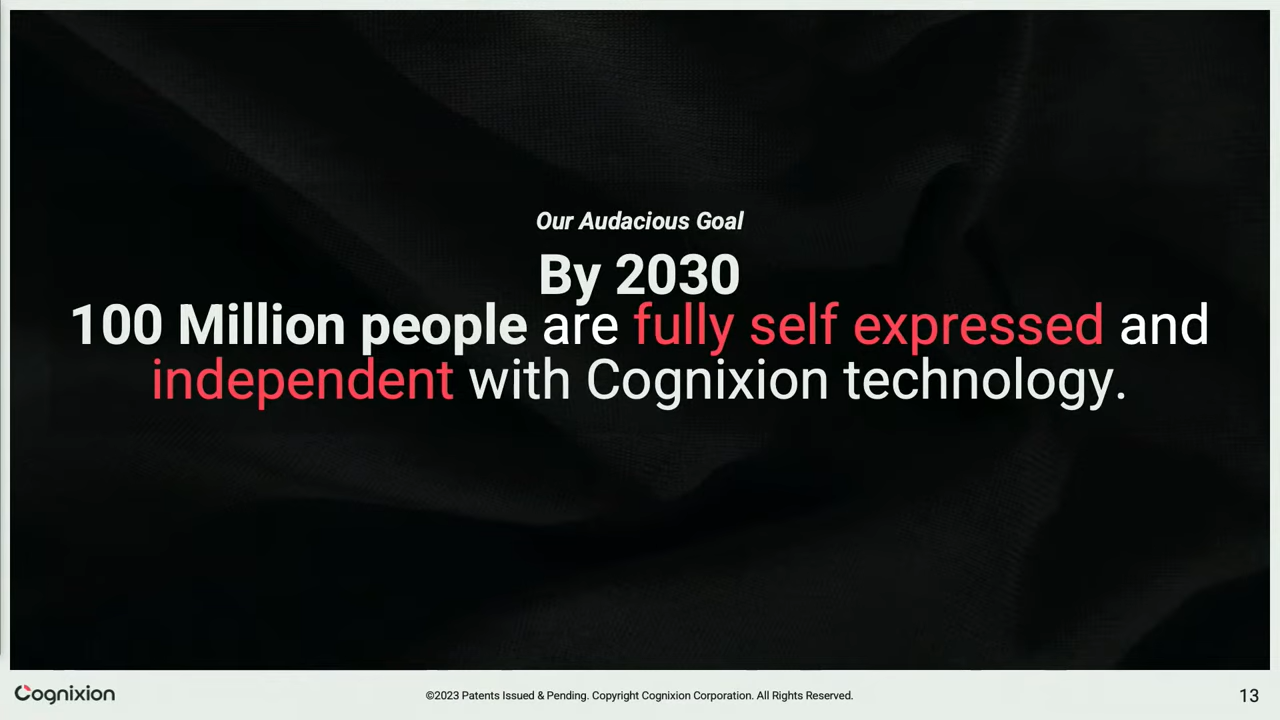 Our Audacious Goal
By 2030
100 Million people are fully self expressed and
independent with Cognixion technology.
Cognixion
©2023 Patents Issued & Pending. Copyright Cognixion Corporation. All Rights Reserved.
13